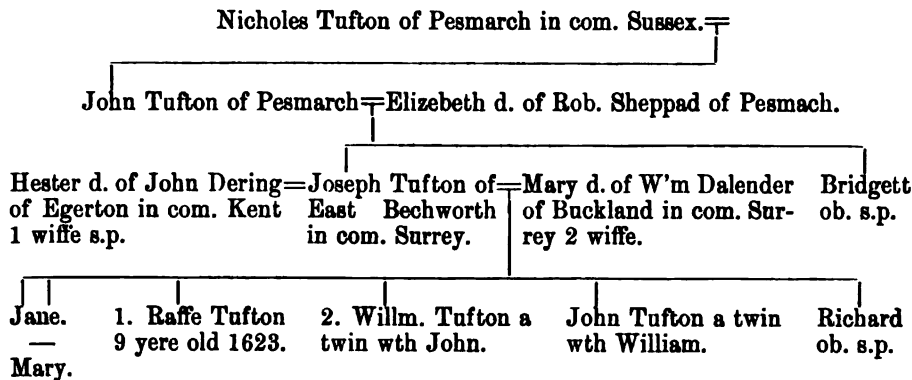 Nicholes Tufton of Pesmarch in com. Sussex.
John Tufton of Pesmarch=Elizebeth d. of Rob. Sheppad of Pesmach.
Hester d. of John Dering
of Egerton in com. Kent
1 wiffe s.p.
=Joseph Tufton of=
East Bechworth
in com. Surrey.
Mary d. of W'm Dalender
of Buckland in com. Sur-
rey 2 wiffe.
Bridgett
ob. s.p.
Jane.
—
Mary.
1. Raffe Tufton
9 yere old 1623.
2. Willm. Tufton a
twin wth John.
John Tufton a twin
wth William.
Richard
ob. s.p.